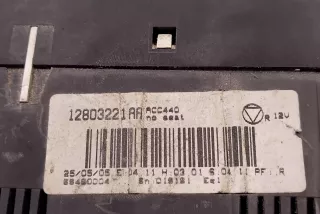 12803221AA ACC440
no seat
R 12V
25/05/05 E 04 11 H 03 01 S 04 11 PF: R